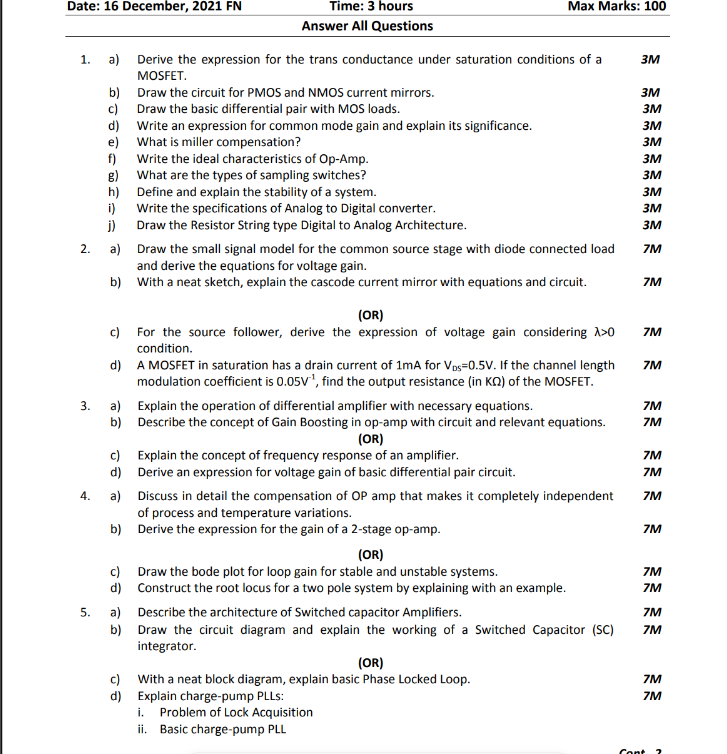 Date: 16 December, 2021 FN Time: 3 hours Max Marks: 100
Answer All Questions
1. a) Derive the expression for the trans conductance under saturation conditions of a 3M
MOSFET.
b) Draw the circuit for PMOS and NMOS current mirrors. 3M
c) Draw the basic differential pair with MOS loads. 3M
d) Write an expression for common mode gain and explain its significance. 3M
e) What is miller compensation? 3M
f) Write the ideal characteristics of Op-Amp. 3M
g) What are the types of sampling switches? 3M
h) Define and explain the stability of a system. 3M
i) Write the specifications of Analog to Digital converter. 3M
j) Draw the Resistor String type Digital to Analog Architecture. 3M
2. a) Draw the small signal model for the common source stage with diode connected load 7M
and derive the equations for voltage gain.
b) With a neat sketch, explain the cascode current mirror with equations and circuit. 7M
(OR)
c) For the source follower, derive the expression of voltage gain considering λ>0 7M
condition.
d) A MOSFET in saturation has a drain current of 1mA for VDS=0.5V. If the channel length 7M
modulation coefficient is 0.05V⁻¹, find the output resistance (in KΩ) of the MOSFET.
3. a) Explain the operation of differential amplifier with necessary equations. 7M
b) Describe the concept of Gain Boosting in op-amp with circuit and relevant equations. 7M
(OR)
c) Explain the concept of frequency response of an amplifier. 7M
d) Derive an expression for voltage gain of basic differential pair circuit. 7M
4. a) Discuss in detail the compensation of OP amp that makes it completely independent 7M
of process and temperature variations.
b) Derive the expression for the gain of a 2-stage op-amp. 7M
(OR)
c) Draw the bode plot for loop gain for stable and unstable systems. 7M
d) Construct the root locus for a two pole system by explaining with an example. 7M
5. a) Describe the architecture of Switched capacitor Amplifiers. 7M
b) Draw the circuit diagram and explain the working of a Switched Capacitor (SC) 7M
integrator.
(OR)
c) With a neat block diagram, explain basic Phase Locked Loop. 7M
d) Explain charge-pump PLLs: 7M
i. Problem of Lock Acquisition
ii. Basic charge-pump PLL